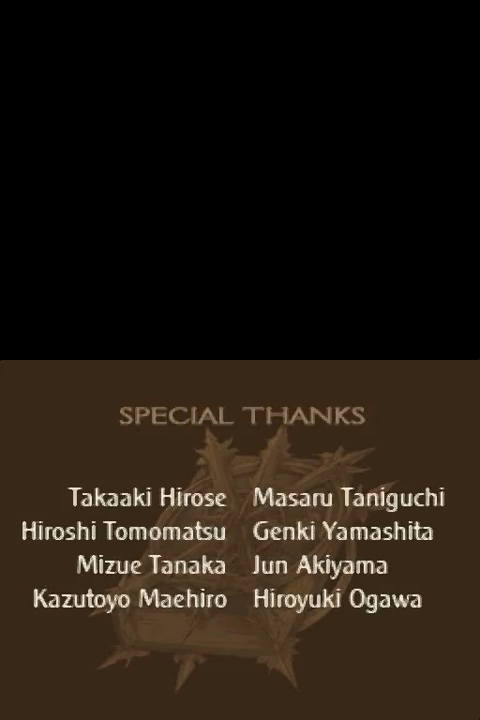 SPECIAL THANKS
Takaaki Hirose Masaru Taniguchi
Hiroshi Tomomatsu Genki Yamashita
Mizue Tanaka Jun Akiyama
Kazutoyo Maehiro Hiroyuki Ogawa